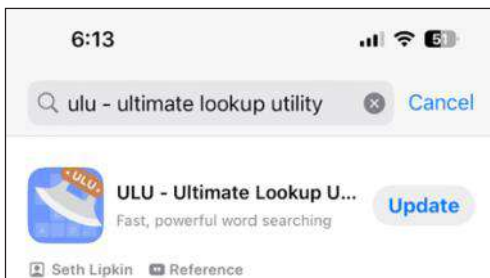 6:13
51
ulu - ultimate lookup utility
Cancel
ULU
ULU - Ultimate Lookup U...
Fast, powerful word searching
Update
Seth Lipkin
Reference